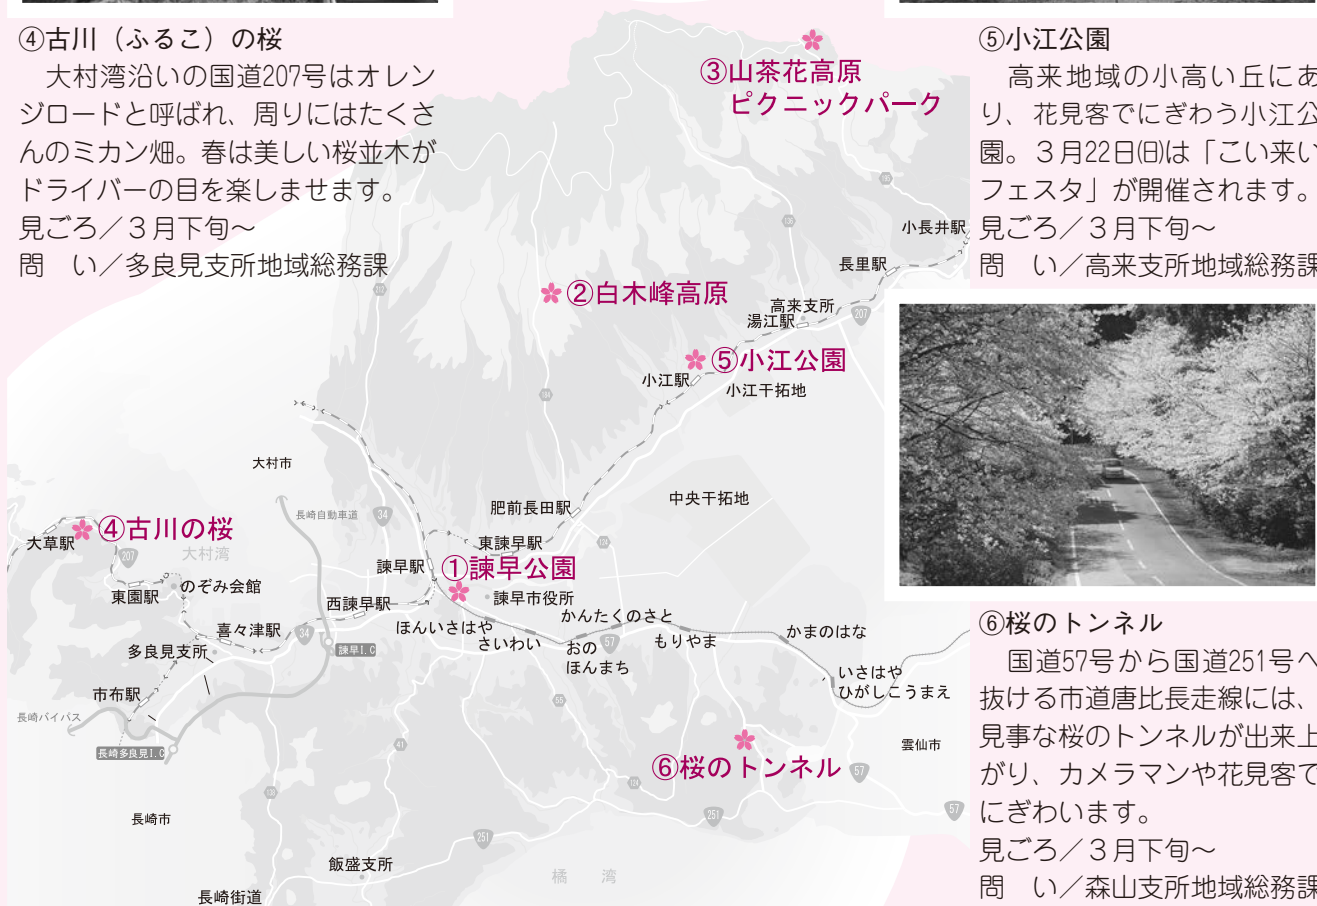 ④古川（ふるこ）の桜
　大村湾沿いの国道207号はオレン
ジロードと呼ばれ、周りにはたくさ
んのミカン畑。春は美しい桜並木が
ドライバーの目を楽しませます。
見ごろ／３月下旬～
問　い／多良見支所地域総務課
⑤小江公園
　高来地域の小高い丘にあ
り、花見客でにぎわう小江公
園。３月22日㈰は「こい来い
フェスタ」が開催されます。
見ごろ／３月下旬～
問　い／高来支所地域総務課
⑥桜のトンネル
　国道57号から国道251号へ
抜ける市道唐比長走線には、
見事な桜のトンネルが出来上
がり、カメラマンや花見客で
にぎわいます。
見ごろ／３月下旬～
問　い／森山支所地域総務課
③山茶花高原
ピクニックパーク
小長井駅
長里駅
②白木峰高原
高来支所
湯江駅
207
⑤小江公園
小江駅
小江干拓地
大村市
中央干拓地
肥前長田駅
長崎自動車道
34
④古川の桜
大草駅
207
大村湾
東諫早駅
諫早駅
①諫早公園
東園駅
のぞみ会館
西諫早駅
諫早市役所
喜々津駅
34
諫早I.C
ほんいさはや
さいわい
かんたくのさと
おの
ほんまち
57
もりやま
かまのはな
多良見支所
いさはや
ひがしこうまえ
市布駅
長崎バイパス
長崎多良見I.C
雲仙市
⑥桜のトンネル
57
41
57
251
251
長崎市
飯盛支所
橘　湾
長崎街道